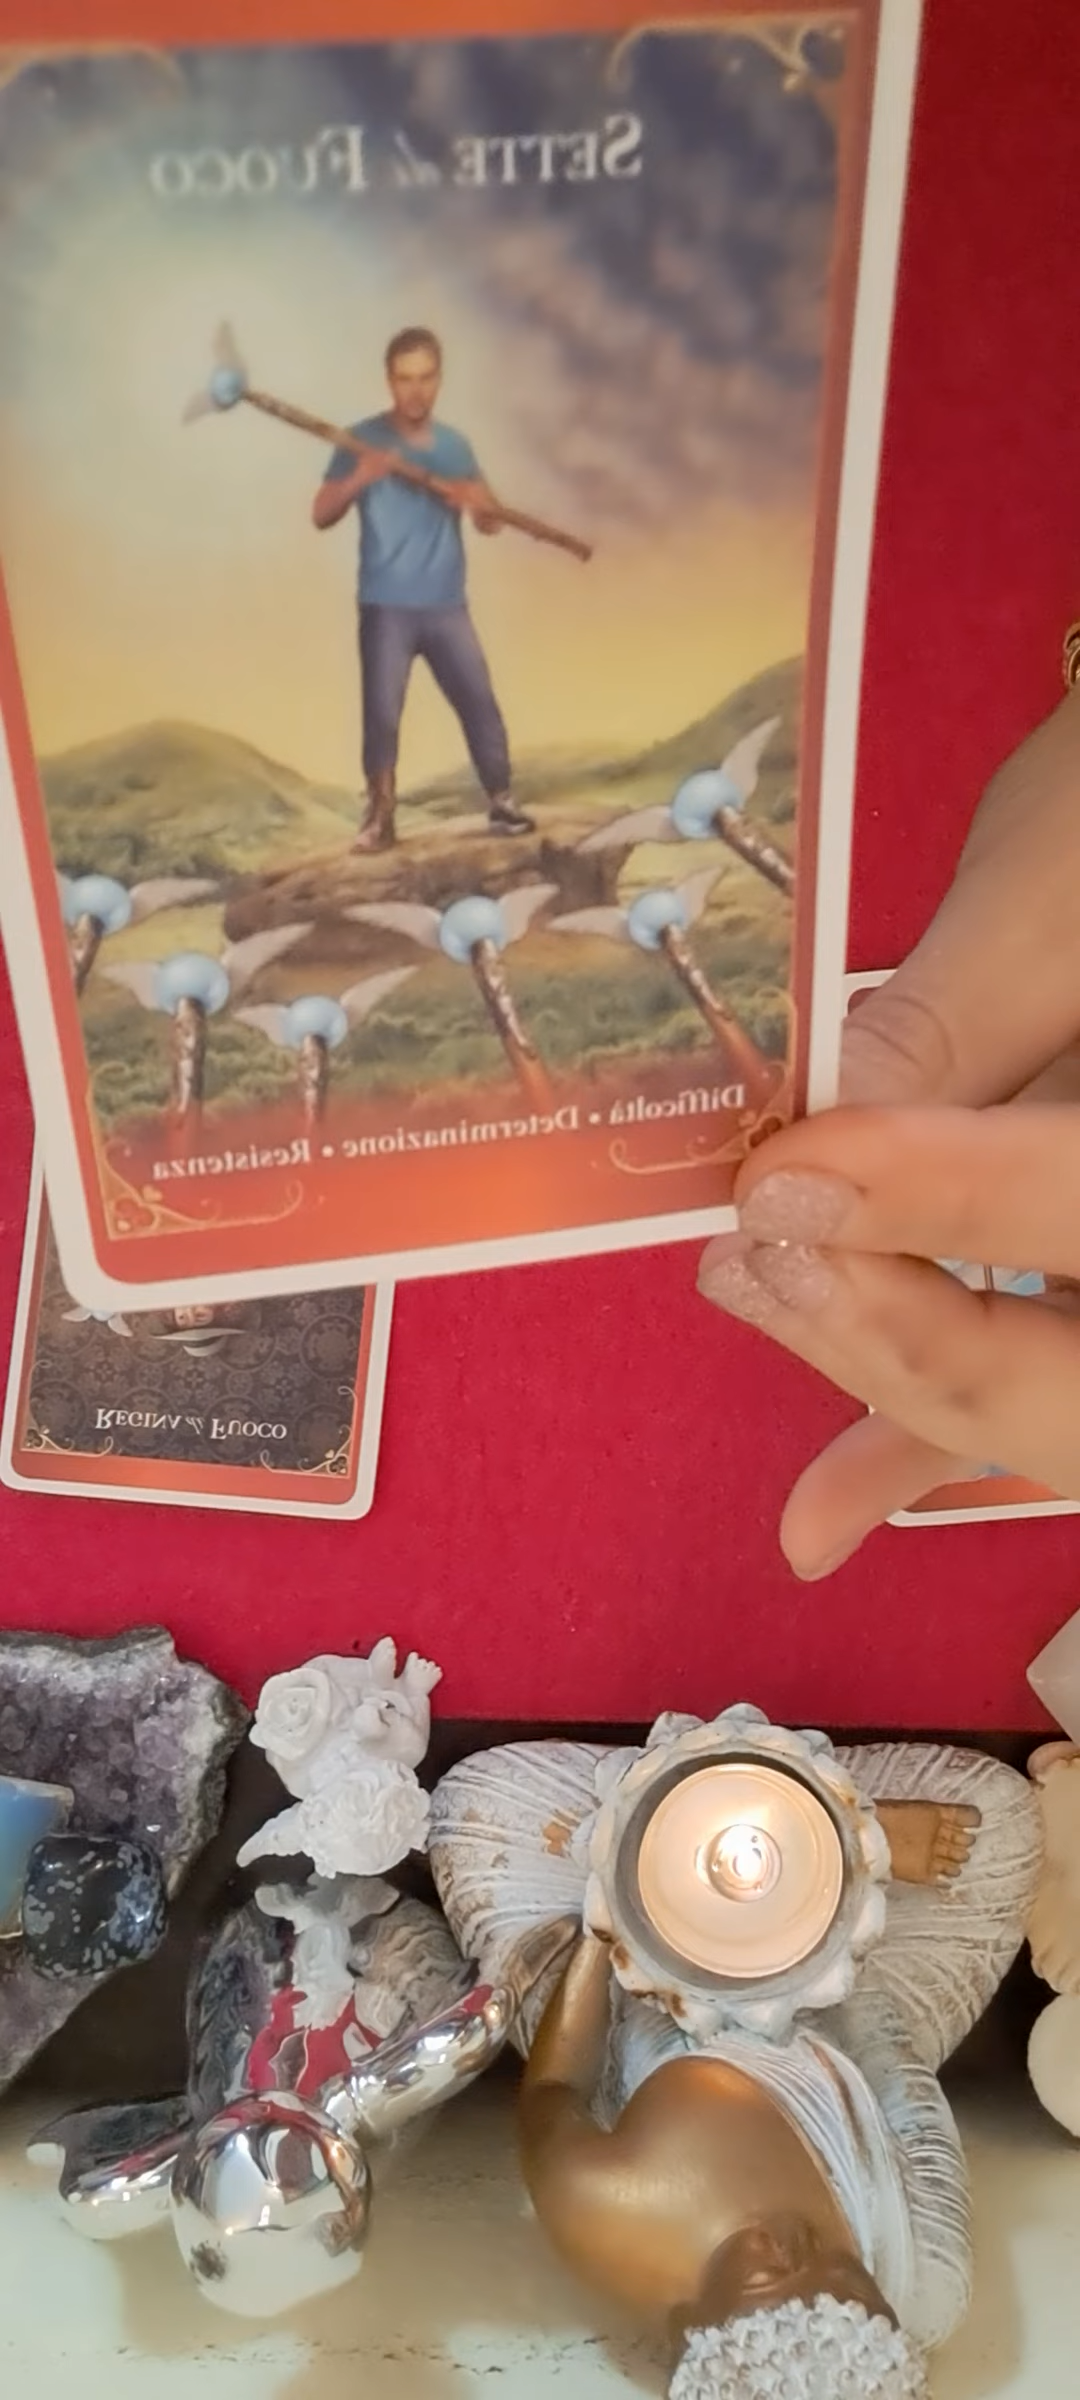 SETTE di FUOCO
Difficoltà • Determinazione • Resistenza
REGINA di FUOCO